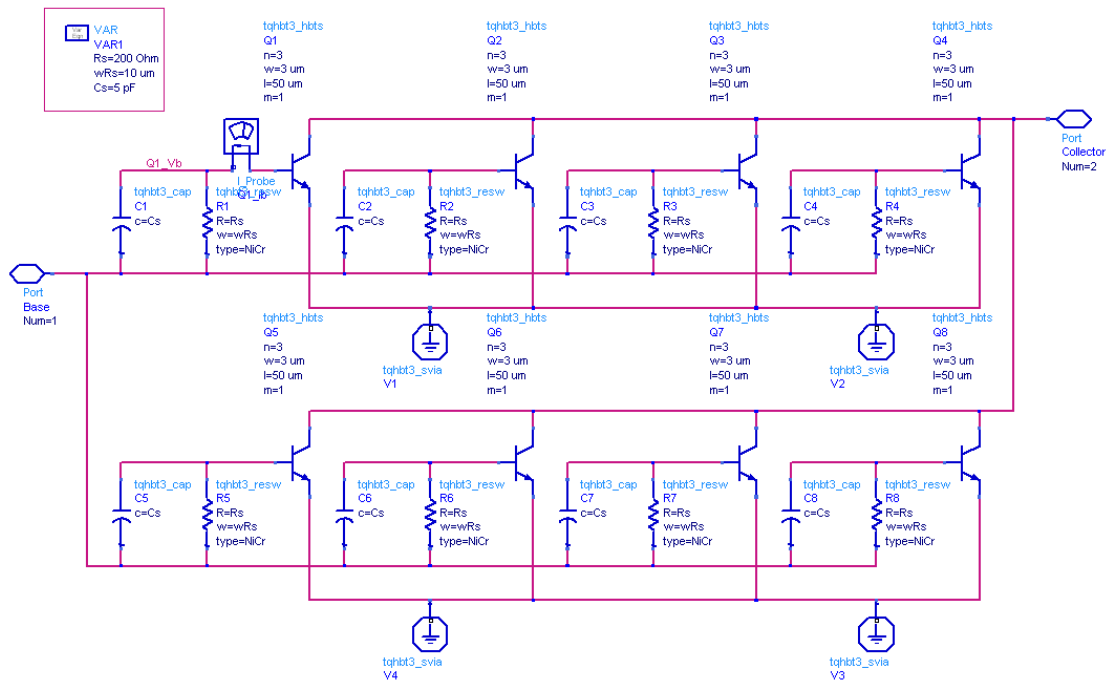 VAR
Var
Eqn
VAR1
Rs=200 Ohm
wRs=10 um
Cs=5 pF
tqhbt3_hbts
Q1
n=3
w=3 um
l=50 um
m=1
tqhbt3_hbts
Q2
n=3
w=3 um
l=50 um
m=1
tqhbt3_hbts
Q3
n=3
w=3 um
l=50 um
m=1
tqhbt3_hbts
Q4
n=3
w=3 um
l=50 um
m=1
Port
Collector
Num=2
Q1_Vb
I_Probe
Q1_Ib
tqhbt3_cap
C1
c=Cs
tqhbt3_resw
R1
R=Rs
w=wRs
type=NiCr
tqhbt3_cap
C2
c=Cs
tqhbt3_resw
R2
R=Rs
w=wRs
type=NiCr
tqhbt3_cap
C3
c=Cs
tqhbt3_resw
R3
R=Rs
w=wRs
type=NiCr
tqhbt3_cap
C4
c=Cs
tqhbt3_resw
R4
R=Rs
w=wRs
type=NiCr
Port
Base
Num=1
tqhbt3_hbts
Q5
n=3
w=3 um
l=50 um
m=1
tqhbt3_svia
V1
tqhbt3_hbts
Q6
n=3
w=3 um
l=50 um
m=1
tqhbt3_hbts
Q7
n=3
w=3 um
l=50 um
m=1
tqhbt3_svia
V2
tqhbt3_hbts
Q8
n=3
w=3 um
l=50 um
m=1
tqhbt3_cap
C5
c=Cs
tqhbt3_resw
R5
R=Rs
w=wRs
type=NiCr
tqhbt3_cap
C6
c=Cs
tqhbt3_resw
R6
R=Rs
w=wRs
type=NiCr
tqhbt3_cap
C7
c=Cs
tqhbt3_resw
R7
R=Rs
w=wRs
type=NiCr
tqhbt3_cap
C8
c=Cs
tqhbt3_resw
R8
R=Rs
w=wRs
type=NiCr
tqhbt3_svia
V4
tqhbt3_svia
V3